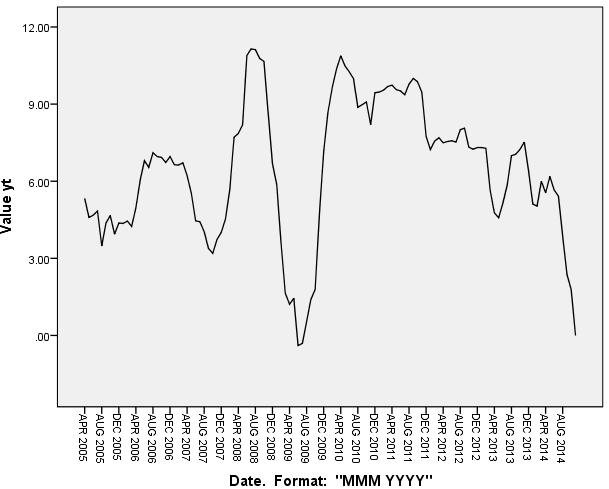 12.00
9.00
6.00
3.00
.00
Value yt
APR 2005
AUG 2005
DEC 2005
APR 2006
AUG 2006
DEC 2006
APR 2007
AUG 2007
DEC 2007
APR 2008
AUG 2008
DEC 2008
APR 2009
AUG 2009
DEC 2009
APR 2010
AUG 2010
DEC 2010
APR 2011
AUG 2011
DEC 2011
APR 2012
AUG 2012
DEC 2012
APR 2013
AUG 2013
DEC 2013
APR 2014
AUG 2014
Date. Format: "MMM YYYY"